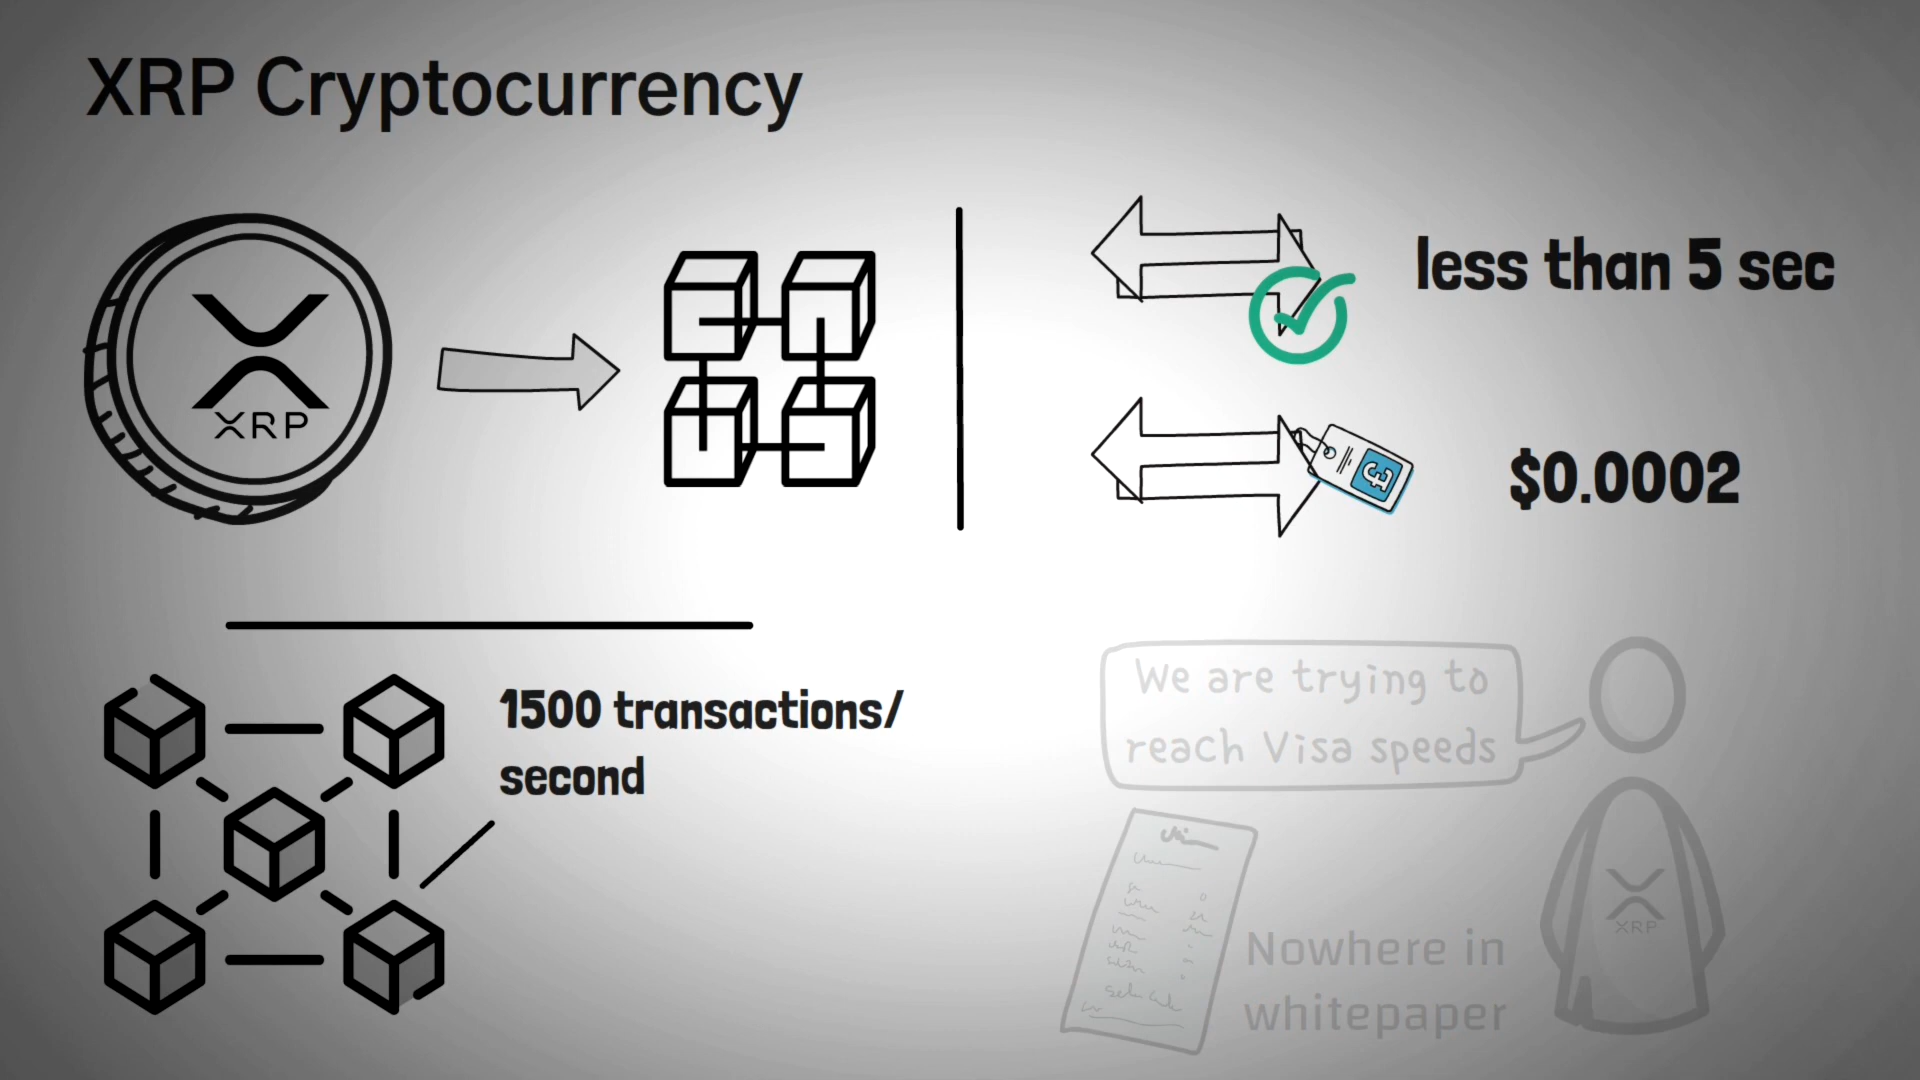 XRP Cryptocurrency
XRP
less than 5 sec
£
$0.0002
1500 transactions/
second
We are trying to
reach Visa speeds
XRP
Nowhere in
whitepaper